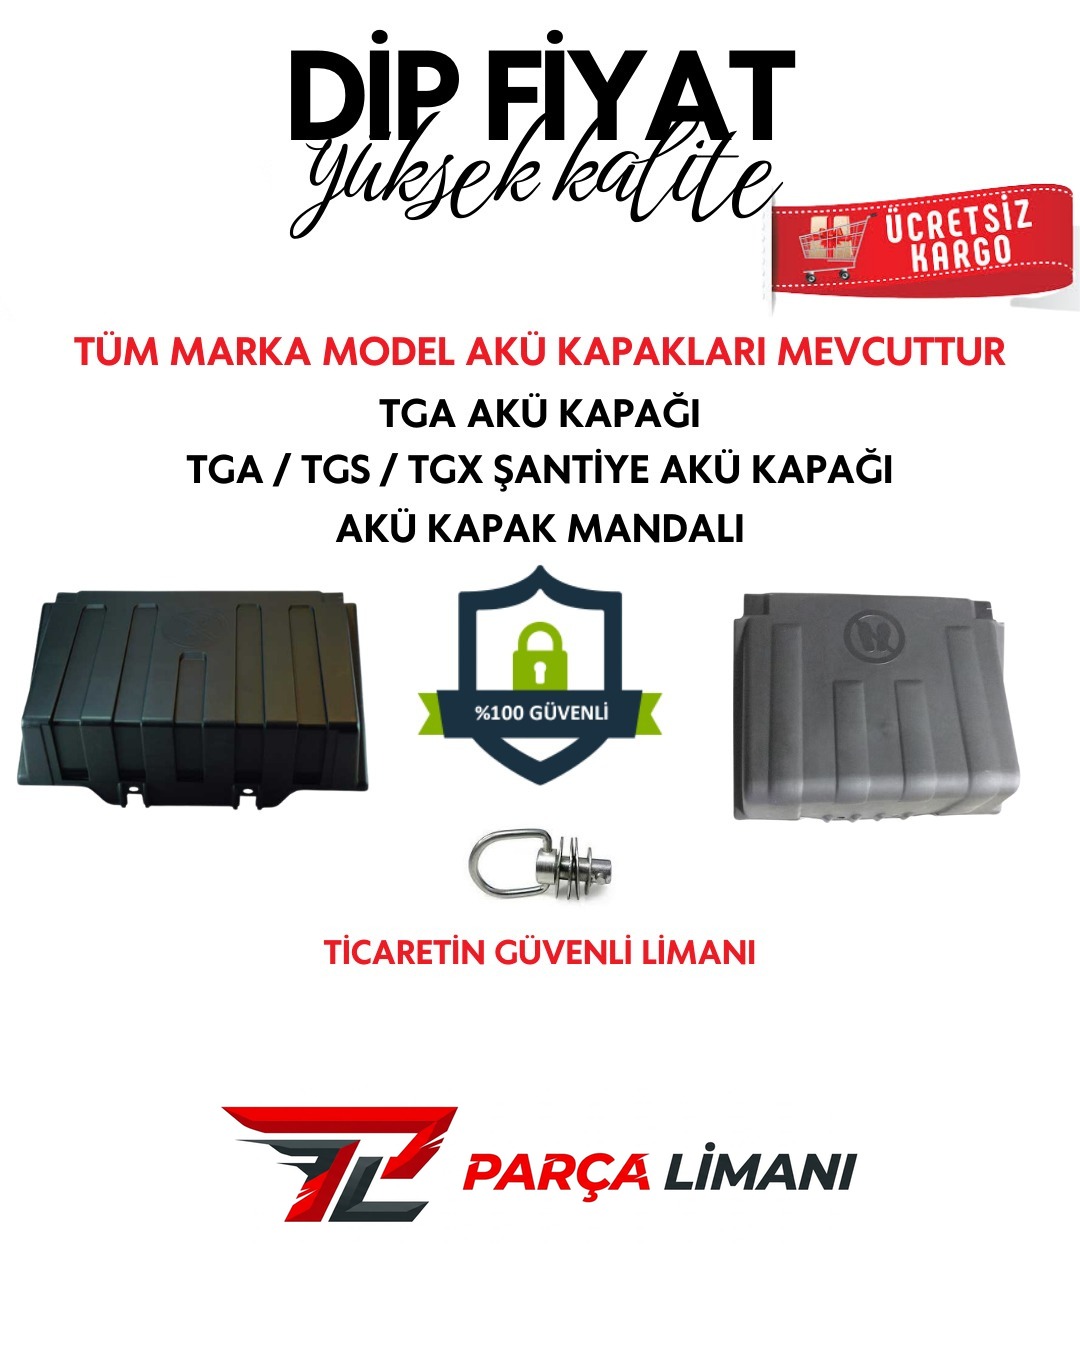 DİP FİYAT
yüksek kalite
ÜCRETSİZ
KARGO
TÜM MARKA MODEL AKÜ KAPAKLARI MEVCUTTUR
TGA AKÜ KAPAĞI
TGA / TGS / TGX ŞANTİYE AKÜ KAPAĞI
AKÜ KAPAK MANDALI
%100 GÜVENLİ
TİCARETİN GÜVENLİ LİMANI
PARÇA LİMANI